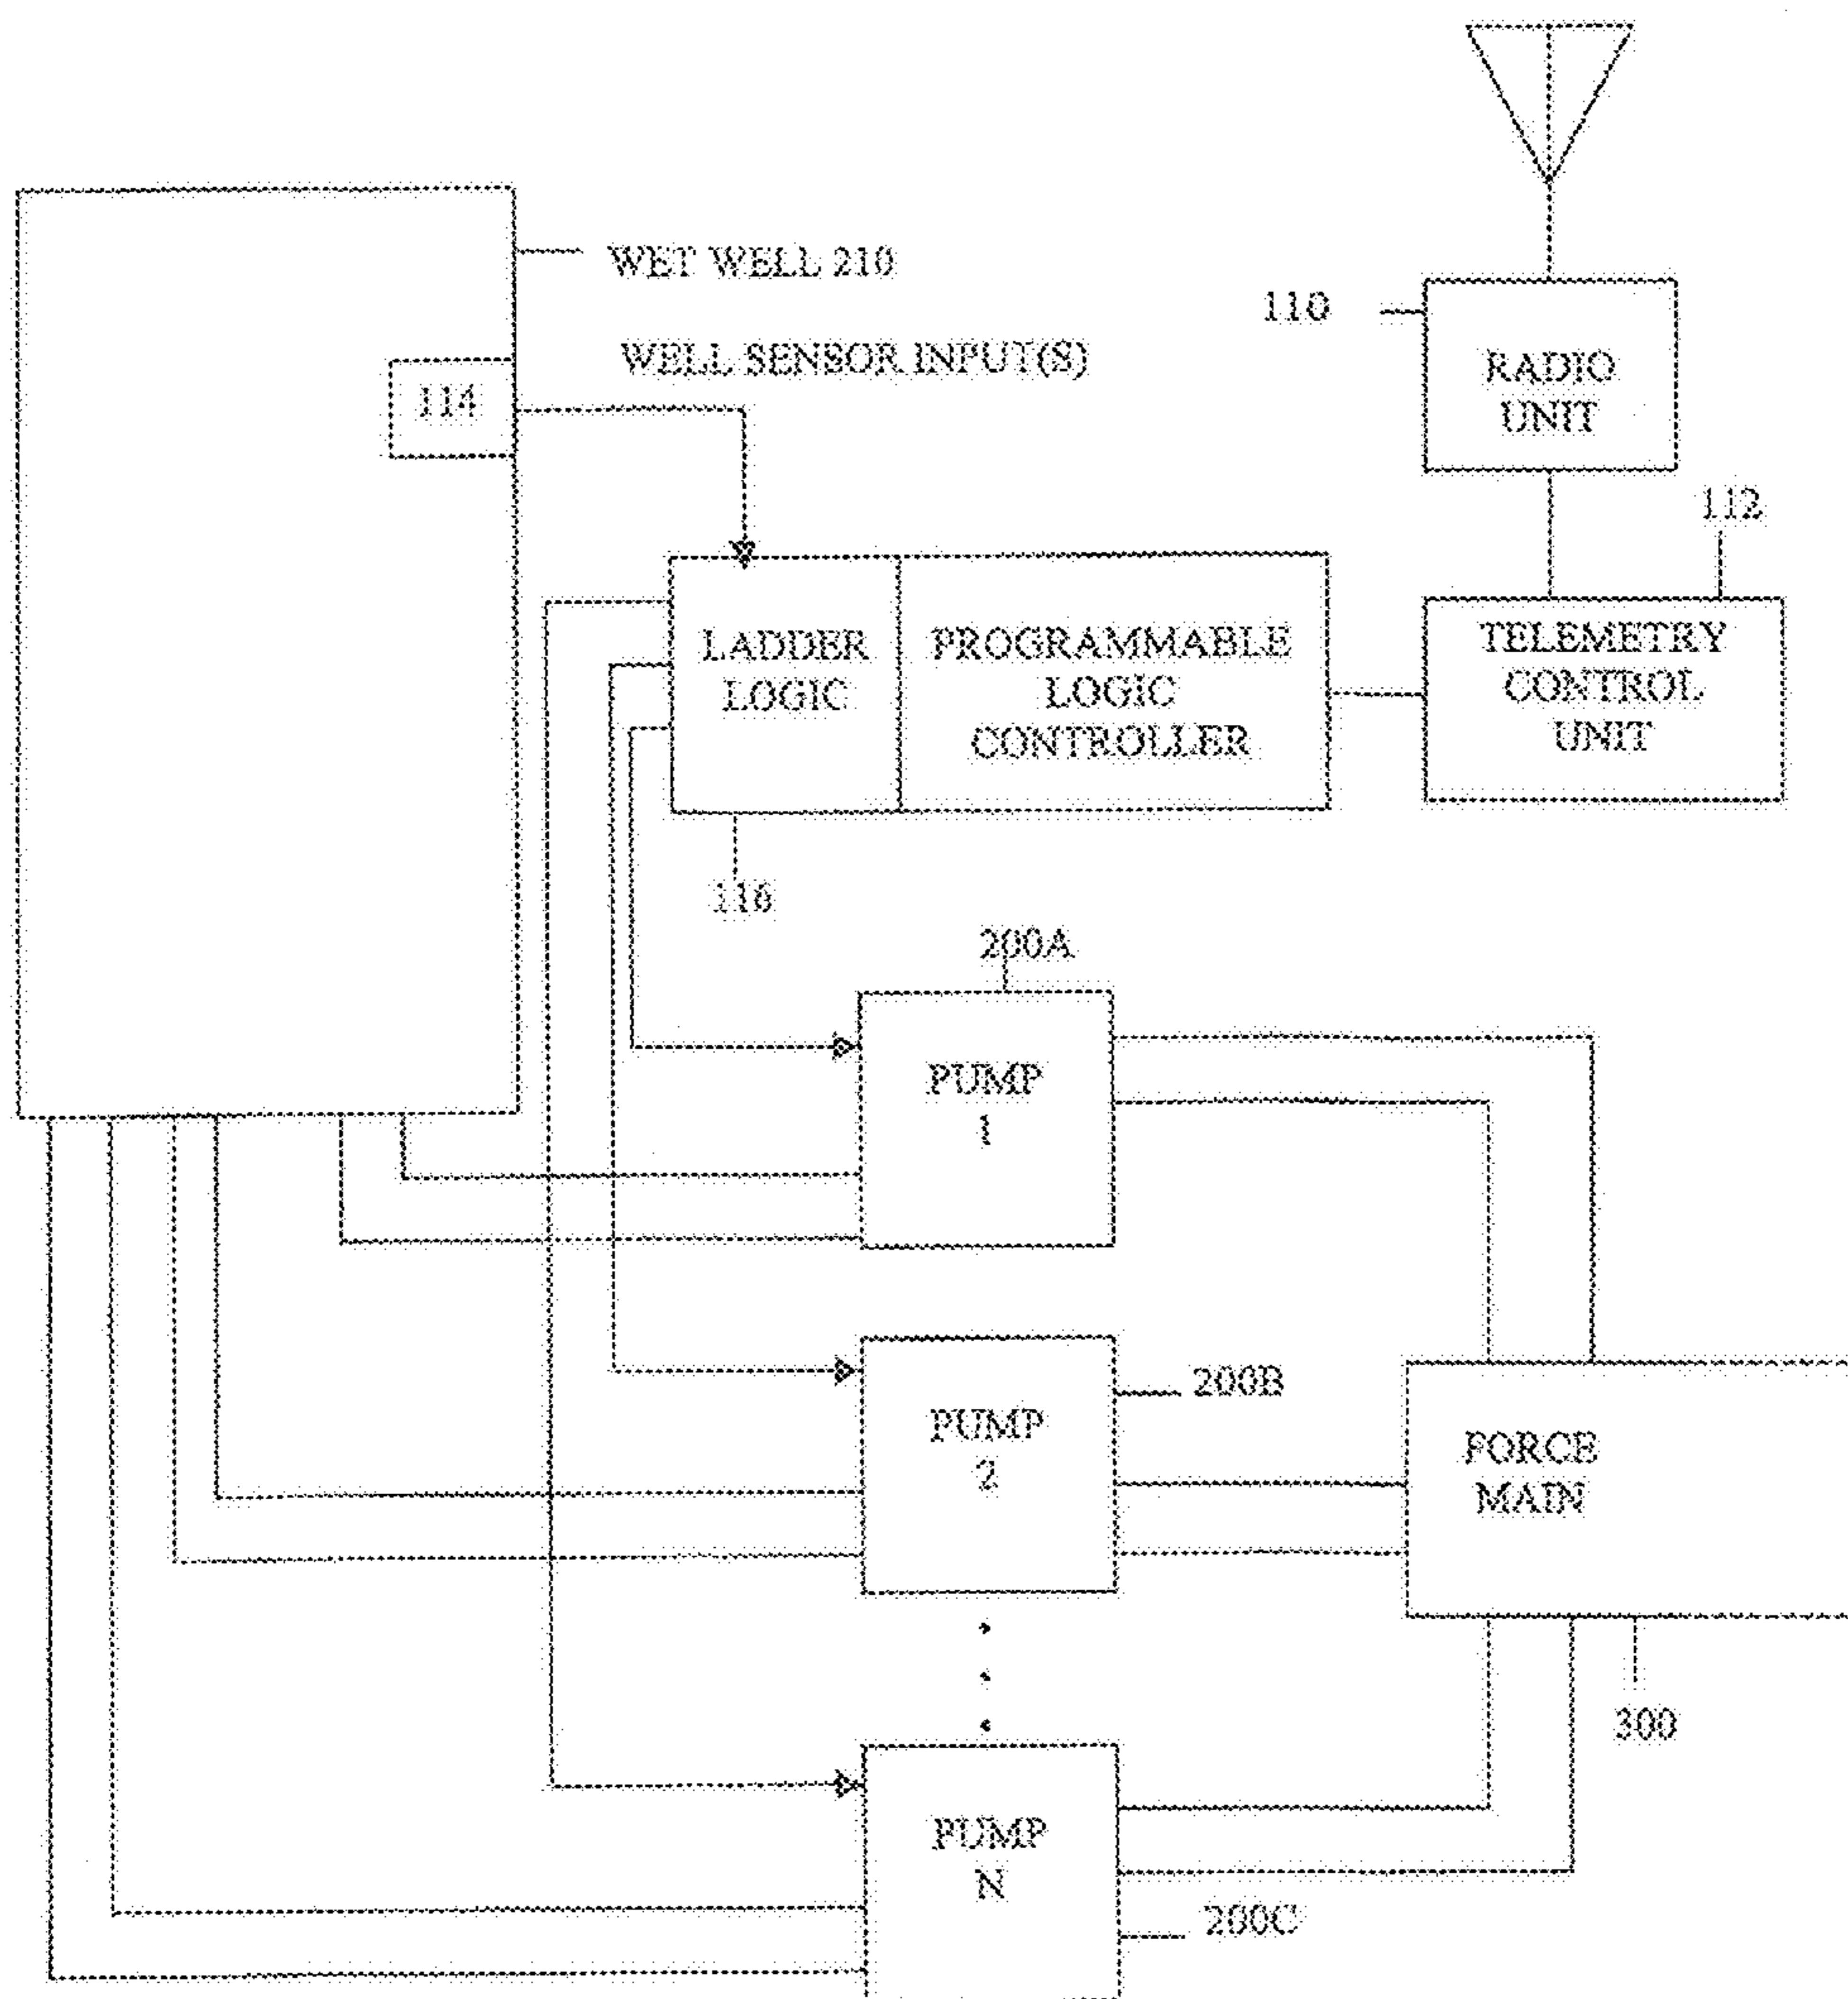 WET WELL 210
WELL SENSOR INPUT(S)
114
110
RADIO
UNIT
112
LADDER
LOGIC
PROGRAMMABLE
LOGIC
CONTROLLER
TELEMETRY
CONTROL
UNIT
116
200A
PUMP
1
200B
PUMP
2
FORCE
MAIN
300
PUMP
N
200C